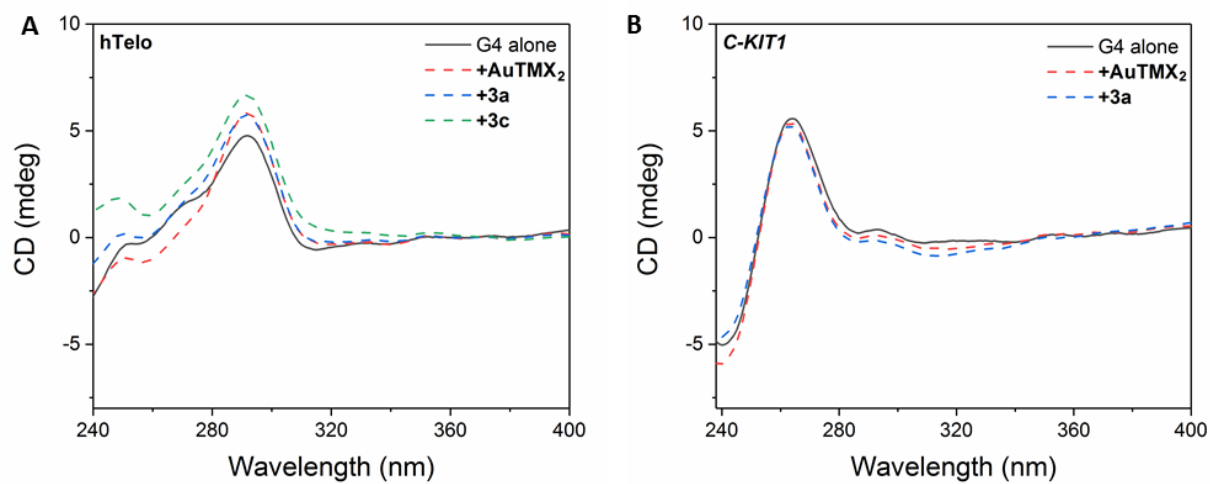 A
hTelo
G4 alone
+AuTMX₂
+3a
+3c
10
5
0
-5
CD (mdeg)
240 280 320 360 400
Wavelength (nm)
B
C-KIT1
G4 alone
+AuTMX₂
+3a
10
5
0
-5
CD (mdeg)
240 280 320 360 400
Wavelength (nm)